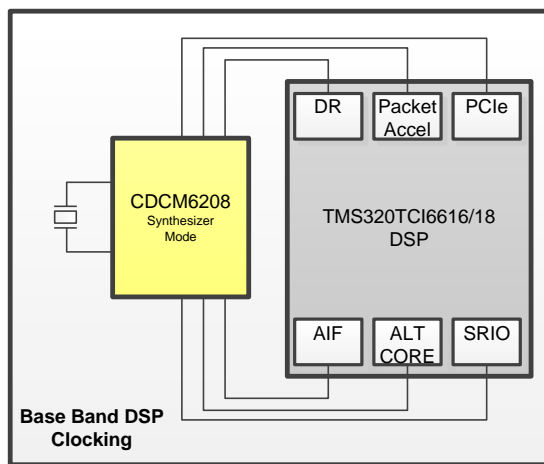 DR
Packet
Accel
PCIe
CDCM6208
Synthesizer
Mode
TMS320TCI6616/18
DSP
AIF
ALT
CORE
SRIO
Base Band DSP
Clocking